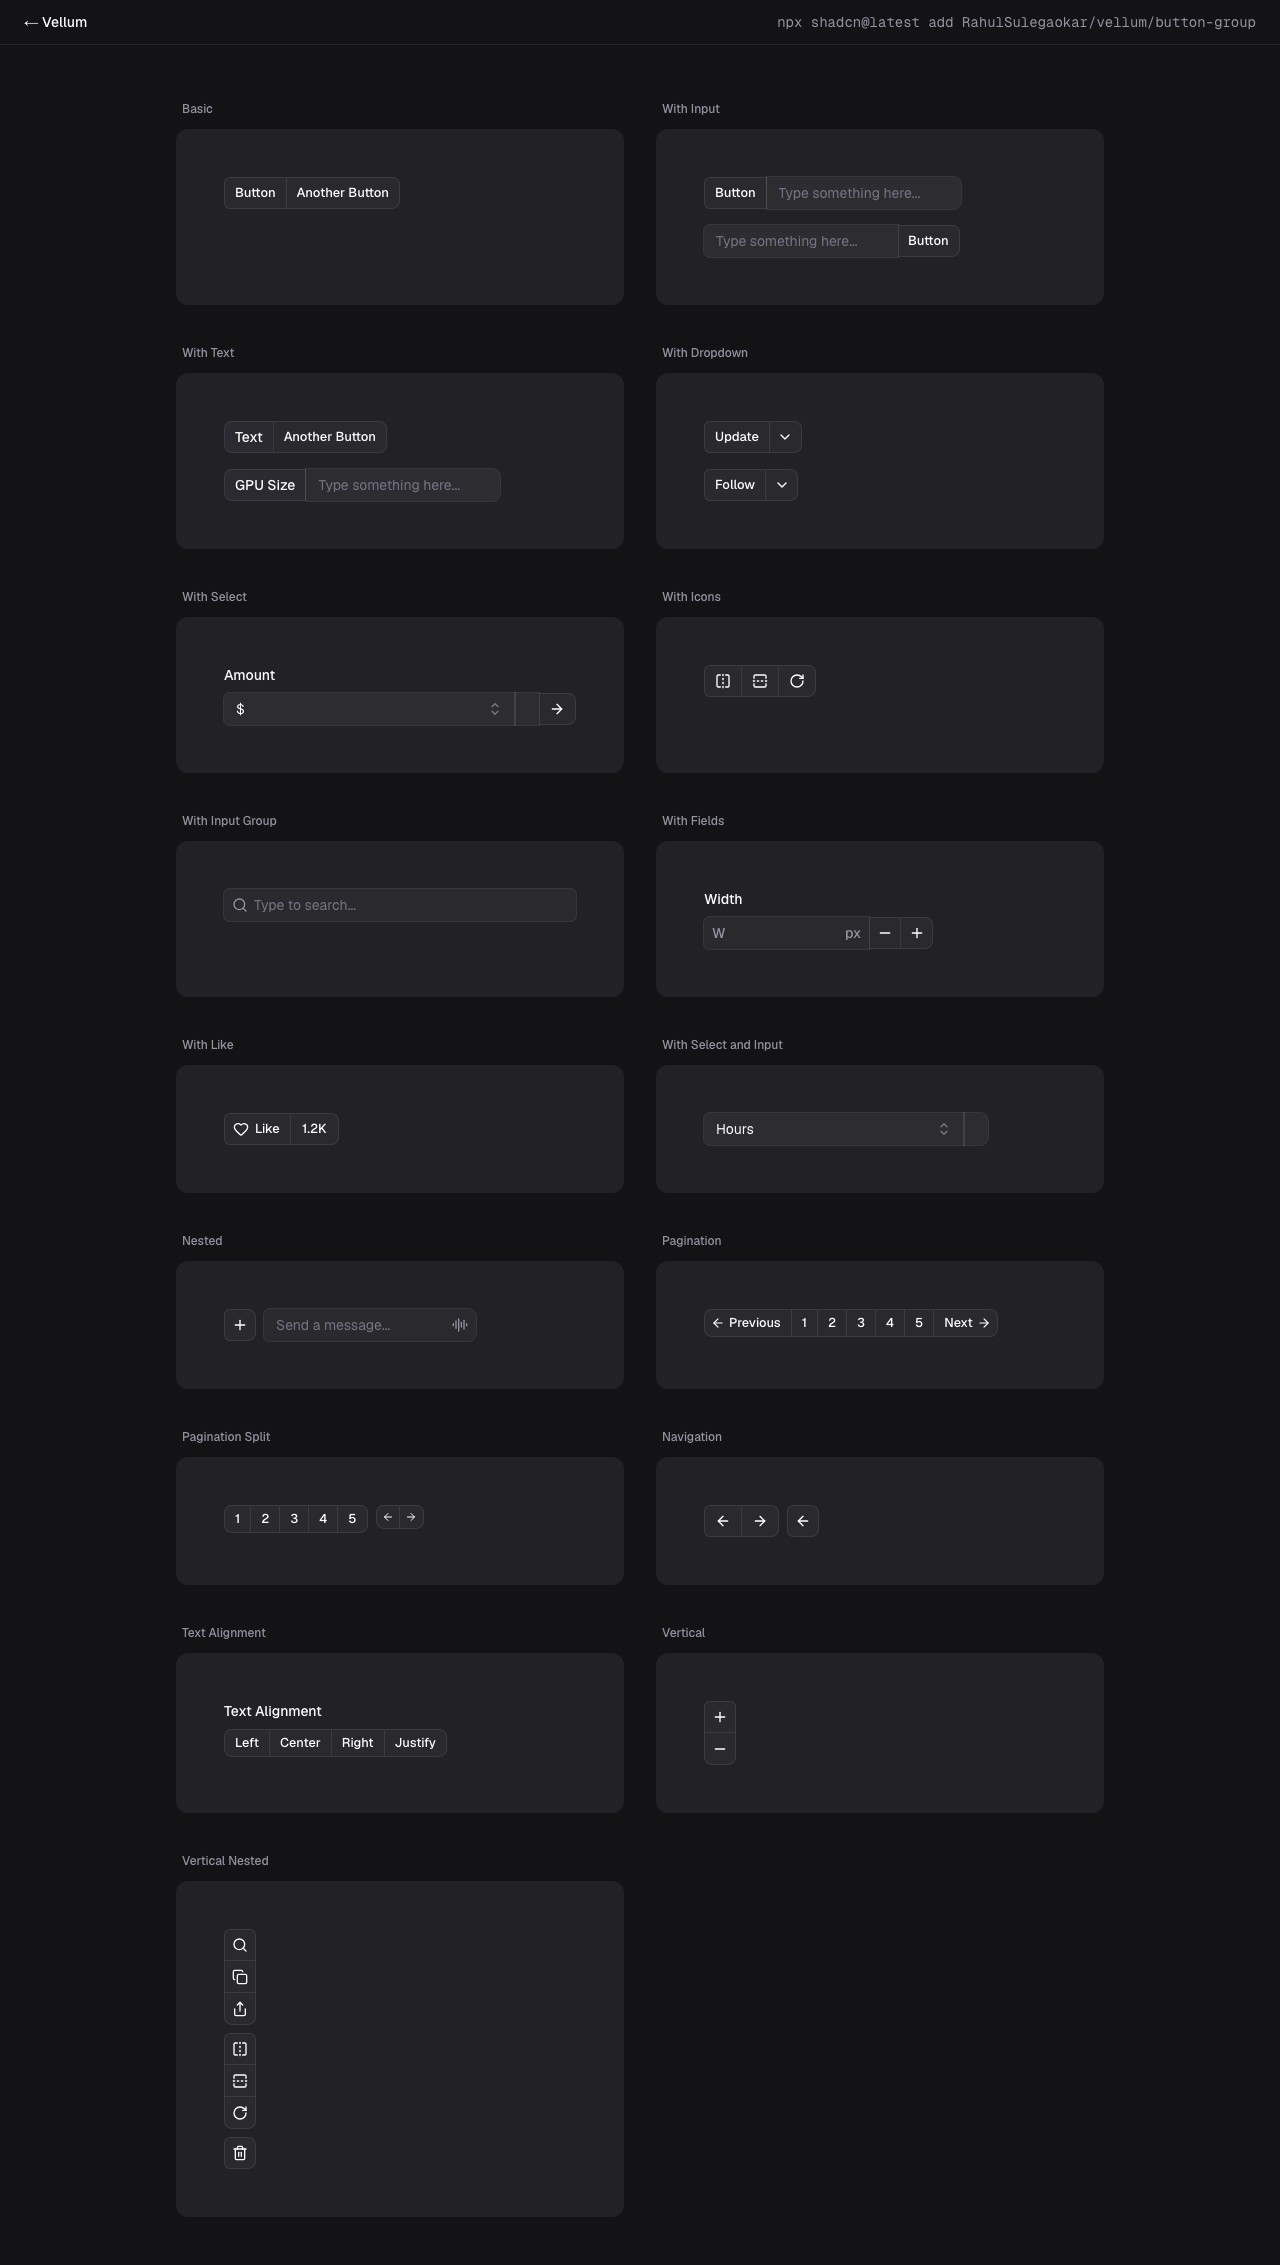 ← Vellum
npx shadcn@latest add RahulSulegaokar/vellum/button-group
Basic
Button Another Button
With Input
Button Type something here...
Type something here... Button
With Text
Text Another Button
GPU Size Type something here...
With Dropdown
Update
Follow
With Select
Amount
$
With Icons
With Input Group
Type to search...
With Fields
Width
W px
With Like
Like 1.2K
With Select and Input
Hours
Nested
Send a message...
Pagination
← Previous 1 2 3 4 5 Next →
Pagination Split
1 2 3 4 5 ← →
Navigation
← → ←
Text Alignment
Text Alignment
Left Center Right Justify
Vertical
Vertical Nested